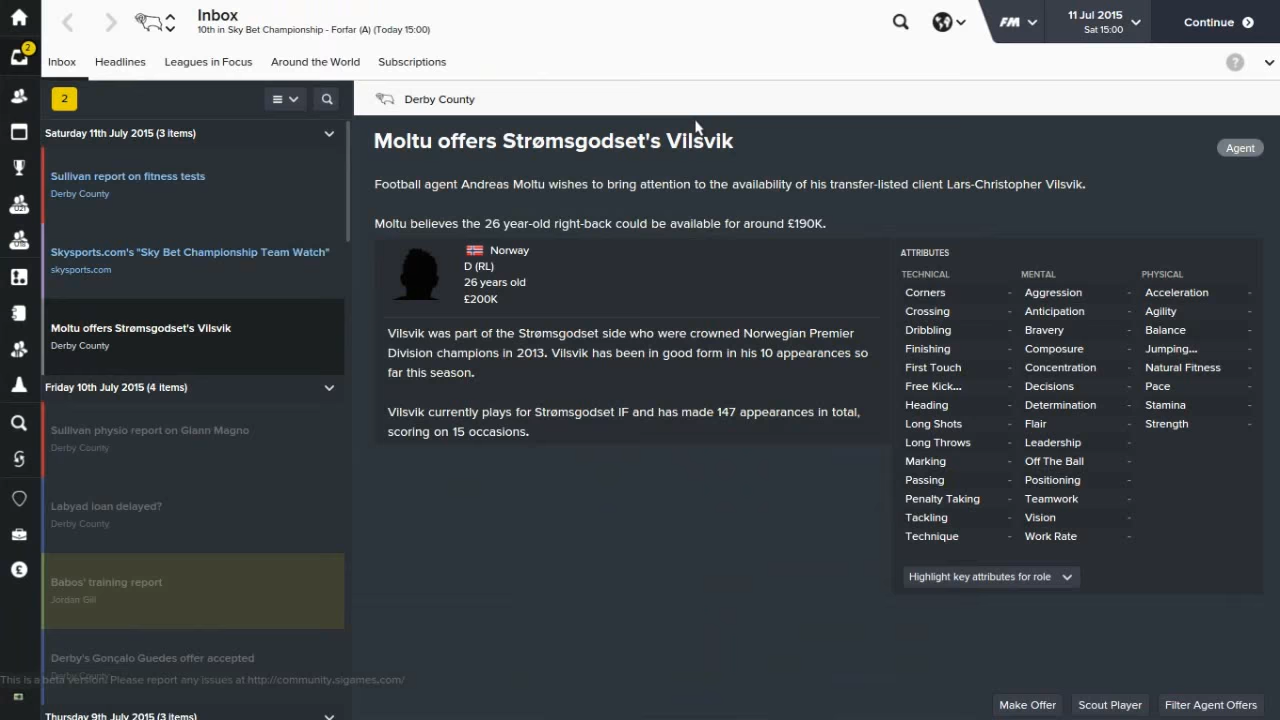 Inbox
10th in Sky Bet Championship - Forfar (A) (Today 15:00)
FM
11 Jul 2015
Sat 15:00
Continue
2
Inbox
Headlines
Leagues in Focus
Around the World
Subscriptions
?
2
Derby County
Saturday 11th July 2015 (3 items)
Sullivan report on fitness tests
Derby County
Skysports.com's "Sky Bet Championship Team Watch"
skysports.com
Moltu offers Strømsgodset's Vilsvik
Derby County
Friday 10th July 2015 (4 items)
Sullivan physio report on Giann Magno
Derby County
Labyad loan delayed?
Derby County
Babos' training report
Jordan Gill
Derby's Gonçalo Guedes offer accepted
Derby County
This is a beta version. Please report any issues at http://community.sigames.com/
Thursday 9th July 2015 (3 items)
Moltu offers Strømsgodset's Vilsvik
Agent
Football agent Andreas Moltu wishes to bring attention to the availability of his transfer-listed client Lars-Christopher Vilsvik.
Moltu believes the 26 year-old right-back could be available for around £190K.
Norway
D (RL)
26 years old
£200K
Vilsvik was part of the Strømsgodset side who were crowned Norwegian Premier
Division champions in 2013. Vilsvik has been in good form in his 10 appearances so
far this season.
Vilsvik currently plays for Strømsgodset IF and has made 147 appearances in total,
scoring on 15 occasions.
ATTRIBUTES
TECHNICAL MENTAL PHYSICAL
Corners - Aggression - Acceleration -
Crossing - Anticipation - Agility -
Dribbling - Bravery - Balance -
Finishing - Composure - Jumping... -
First Touch - Concentration - Natural Fitness -
Free Kick... - Decisions - Pace -
Heading - Determination - Stamina -
Long Shots - Flair - Strength -
Long Throws - Leadership -
Marking - Off The Ball -
Passing - Positioning -
Penalty Taking - Teamwork -
Tackling - Vision -
Technique - Work Rate -
Highlight key attributes for role
Make Offer
Scout Player
Filter Agent Offers